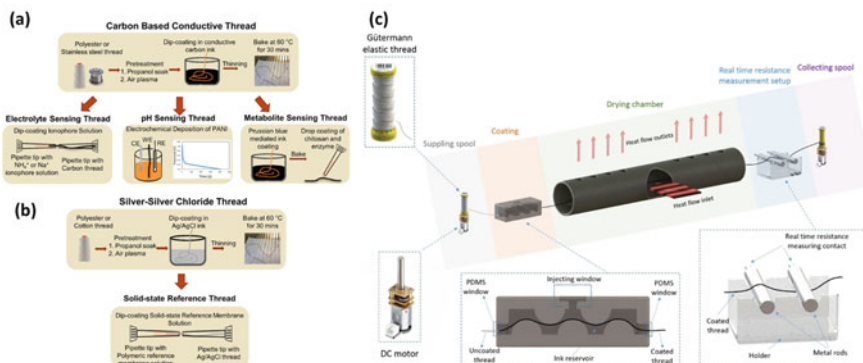 (a)
Carbon Based Conductive Thread
Polyester or
Stainless steel thread
Pretreatment
1. Propanol soak
2. Air plasma
Dip-coating in conductive
carbon ink
Thinning
Bake at 60 °C
for 30 mins
Electrolyte Sensing Thread
Dip-coating Ionophore Solution
Pipette tip with
NH₄⁺ or Na⁺
ionophore solution
Pipette tip with
Carbon thread
pH Sensing Thread
Electrochemical Deposition of PANI
CE
WE
RE
Metabolite Sensing Thread
Prussian blue
mediated ink
coating
Bake
Drop coating of
chitosan and
enzyme
(b)
Silver-Silver Chloride Thread
Polyester or
Cotton thread
Pretreatment
1. Propanol soak
2. Air plasma
Dip-coating in
Ag/AgCl ink
Thinning
Bake at 60 °C
for 30 mins
Solid-state Reference Thread
Dip-coating Solid-state Reference Membrane
Solution
Pipette tip with
Polymeric reference
membrane solution
Pipette tip with
Ag/AgCl thread
(c)
Gütermann
elastic thread
Suppling spool
Coating
Drying chamber
Real time resistance
measurement setup
Collecting spool
Heat flow outlets
Heat flow inlet
DC motor
PDMS
window
Injecting window
PDMS
window
Uncoated
thread
Ink reservoir
Coated
thread
Real time resistance
measuring contact
Coated
thread
Holder
Metal rods